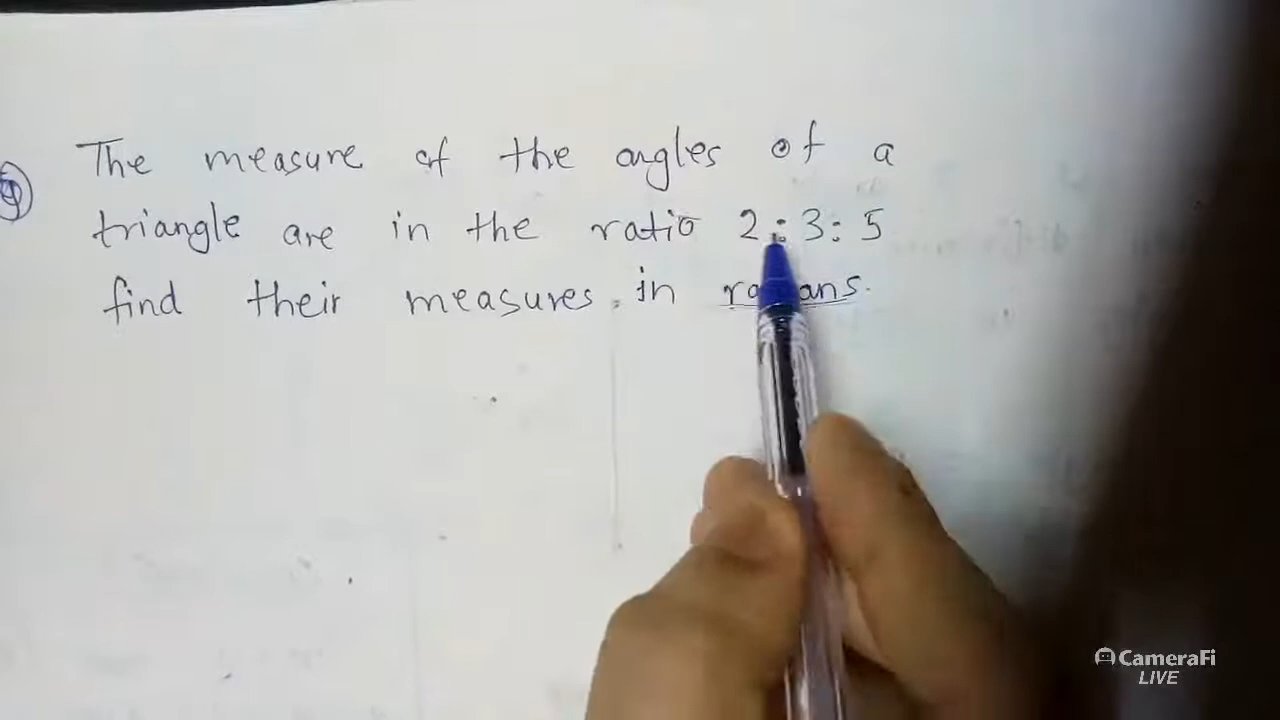 The measure of the angles of a
triangle are in the ratio 2:3:5
find their measures in radians.
CameraFi
LIVE